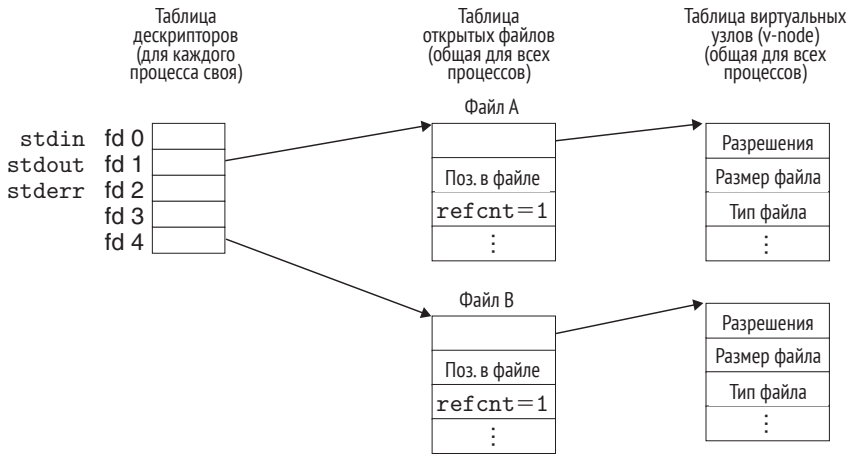 Таблица
дескрипторов
(для каждого
процесса своя)
Таблица
открытых файлов
(общая для всех
процессов)
Таблица виртуальных
узлов (v-node)
(общая для всех
процессов)
stdin fd 0
stdout fd 1
stderr fd 2
fd 3
fd 4
Файл A
Поз. в файле
refcnt=1
⋮
Разрешения
Размер файла
Тип файла
⋮
Файл B
Поз. в файле
refcnt=1
⋮
Разрешения
Размер файла
Тип файла
⋮